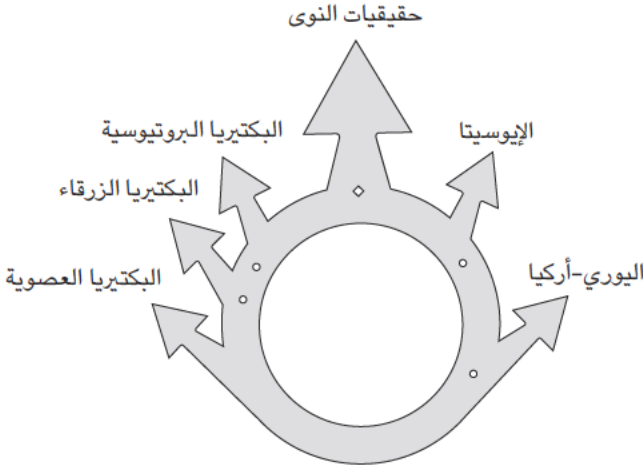 حقيقيات النوى
الإيوسيتا
البكتيريا البروتيوسية
البكتيريا الزرقاء
اليوري-أركيا
البكتيريا العصوية